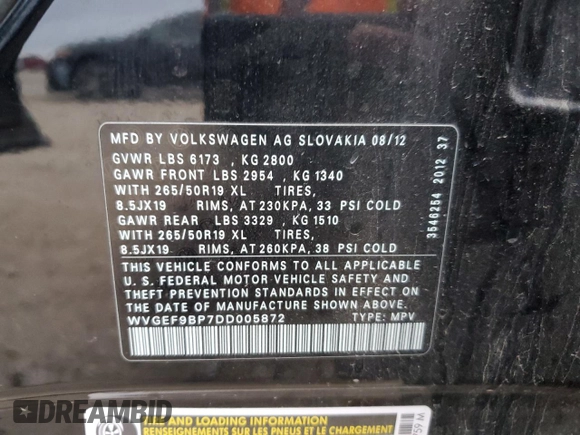 MFD BY VOLKSWAGEN AG SLOVAKIA 08/12
GVWR LBS 6173 , KG 2800
GAWR FRONT LBS 2954 , KG 1340
WITH 265/50R19 XL TIRES,
8.5JX19 RIMS, AT 230KPA, 33 PSI COLD
GAWR REAR LBS 3329 , KG 1510
WITH 265/50R19 XL TIRES,
8.5JX19 RIMS, AT 260KPA, 38 PSI COLD
THIS VEHICLE CONFORMS TO ALL APPLICABLE
U. S. FEDERAL MOTOR VEHICLE SAFETY AND
THEFT PREVENTION STANDARDS IN EFFECT ON
THE DATE OF MANUFACTURE SHOWN ABOVE.
WVGEF9BP7DD005872 TYPE: MPV
3546254 2012 37
AND LOADING INFORMATION
RENSEIGNEMENTS SUR LES PNEUS ET LE CHARGEMENT
DREAMBID